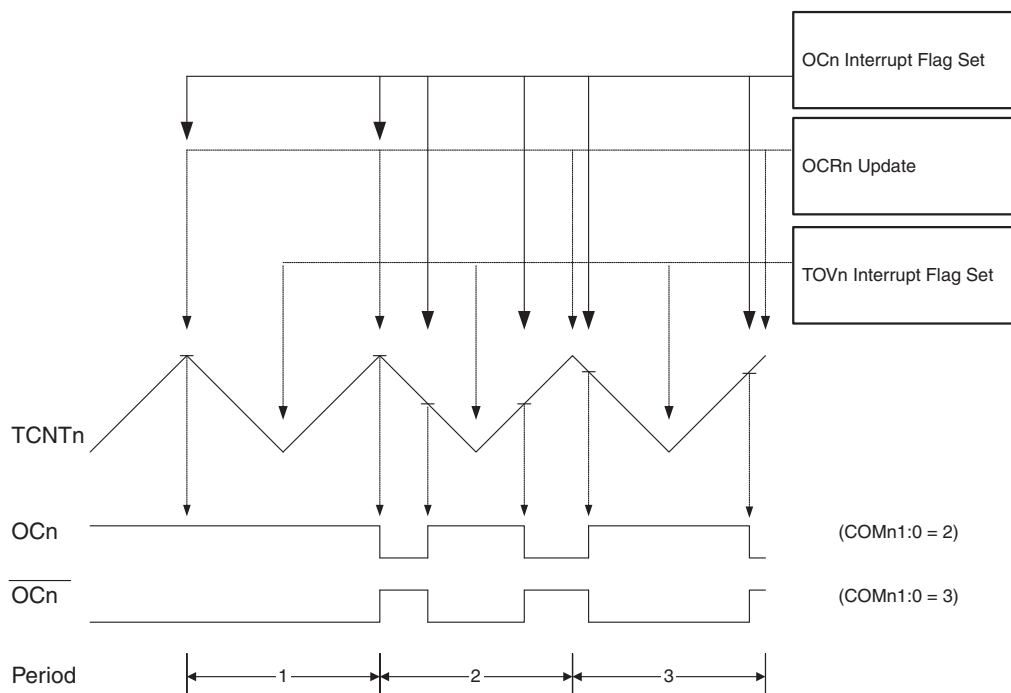 OCn Interrupt Flag Set
OCRn Update
TOVn Interrupt Flag Set
TCNTn
OCn
(COMn1:0 = 2)
OCn
(COMn1:0 = 3)
Period
1
2
3